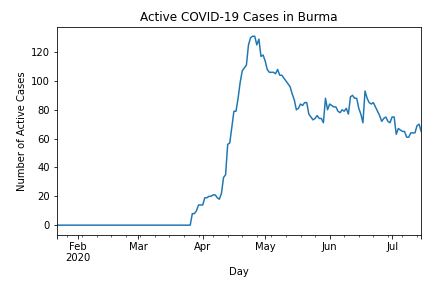 Active COVID-19 Cases in Burma
Number of Active Cases
120
100
80
60
40
20
0
Feb
2020
Mar
Apr
May
Jun
Jul
Day